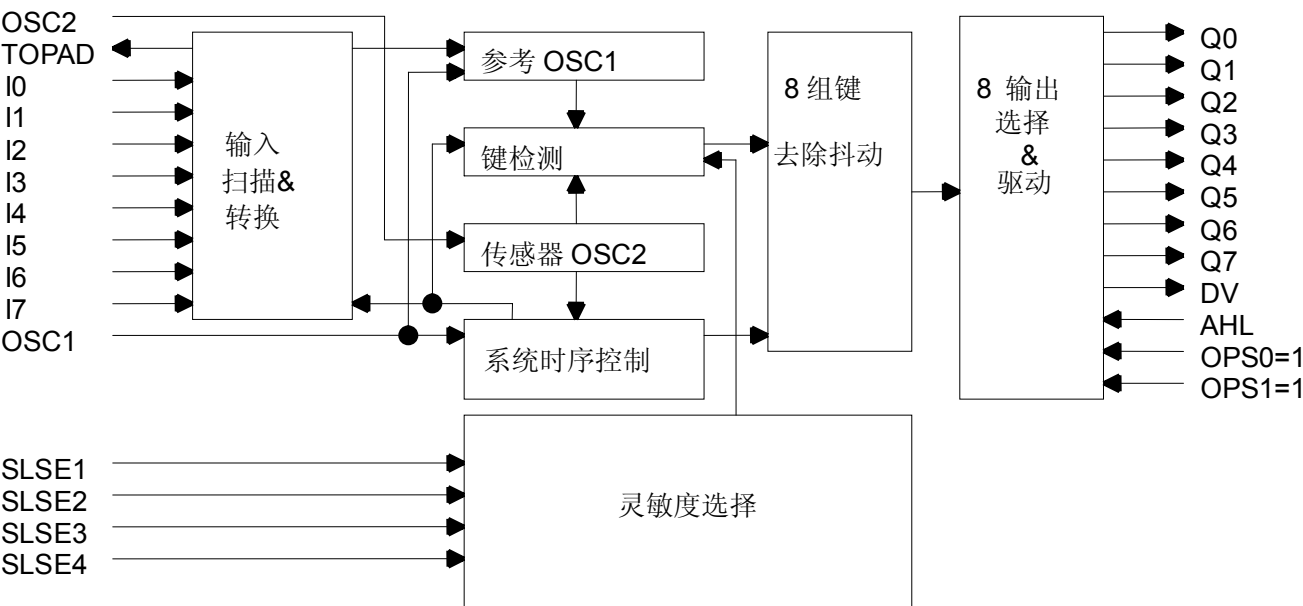 OSC2
TOPAD
I0
I1
I2
I3
I4
I5
I6
I7
OSC1
SLSE1
SLSE2
SLSE3
SLSE4
输入
扫描&
转换
参考 OSC1
键检测
传感器 OSC2
系统时序控制
灵敏度选择
8 组键
去除抖动
8 输出
选择
&
驱动
Q0
Q1
Q2
Q3
Q4
Q5
Q6
Q7
DV
AHL
OPS0=1
OPS1=1